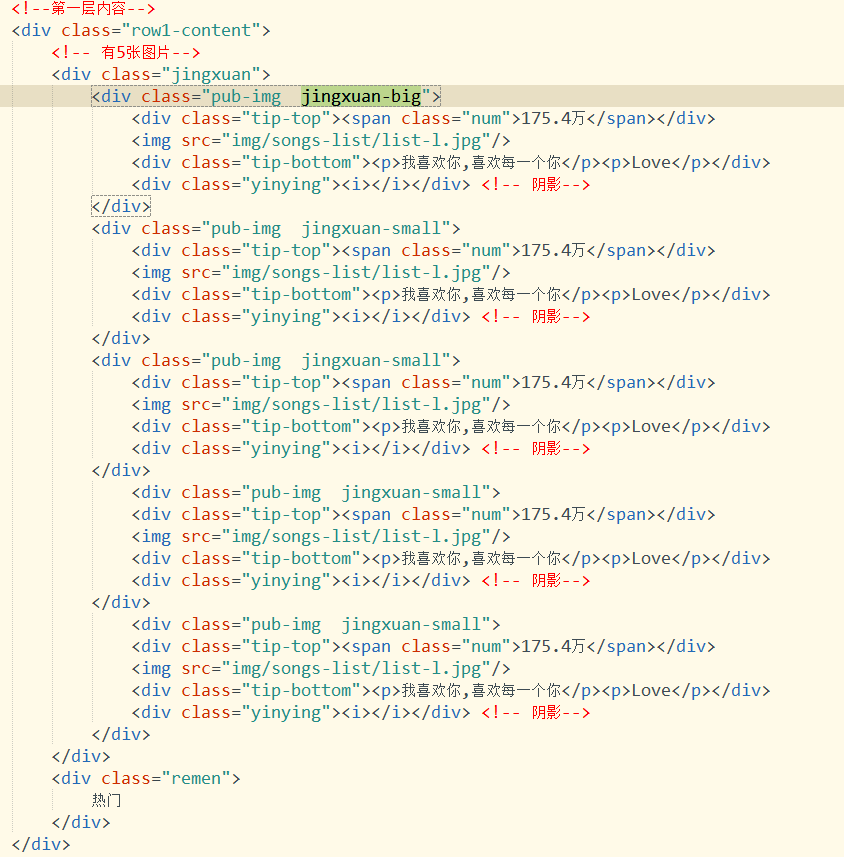 <!--第一层内容-->
<div class="row1-content">
    <!-- 有5张图片-->
    <div class="jingxuan">
        <div class="pub-img  jingxuan-big">
            <div class="tip-top"><span class="num">175.4万</span></div>
            <img src="img/songs-list/list-l.jpg"/>
            <div class="tip-bottom"><p>我喜欢你,喜欢每一个你</p><p>Love</p></div>
            <div class="yinying"><i></i></div> <!-- 阴影-->
        </div>
        <div class="pub-img  jingxuan-small">
            <div class="tip-top"><span class="num">175.4万</span></div>
            <img src="img/songs-list/list-l.jpg"/>
            <div class="tip-bottom"><p>我喜欢你,喜欢每一个你</p><p>Love</p></div>
            <div class="yinying"><i></i></div> <!-- 阴影-->
        </div>
        <div class="pub-img  jingxuan-small">
            <div class="tip-top"><span class="num">175.4万</span></div>
            <img src="img/songs-list/list-l.jpg"/>
            <div class="tip-bottom"><p>我喜欢你,喜欢每一个你</p><p>Love</p></div>
            <div class="yinying"><i></i></div> <!-- 阴影-->
        </div>
            <div class="pub-img  jingxuan-small">
            <div class="tip-top"><span class="num">175.4万</span></div>
            <img src="img/songs-list/list-l.jpg"/>
            <div class="tip-bottom"><p>我喜欢你,喜欢每一个你</p><p>Love</p></div>
            <div class="yinying"><i></i></div> <!-- 阴影-->
        </div>
            <div class="pub-img  jingxuan-small">
            <div class="tip-top"><span class="num">175.4万</span></div>
            <img src="img/songs-list/list-l.jpg"/>
            <div class="tip-bottom"><p>我喜欢你,喜欢每一个你</p><p>Love</p></div>
            <div class="yinying"><i></i></div> <!-- 阴影-->
        </div>
    </div>
    <div class="remen">
        热门
    </div>
</div>